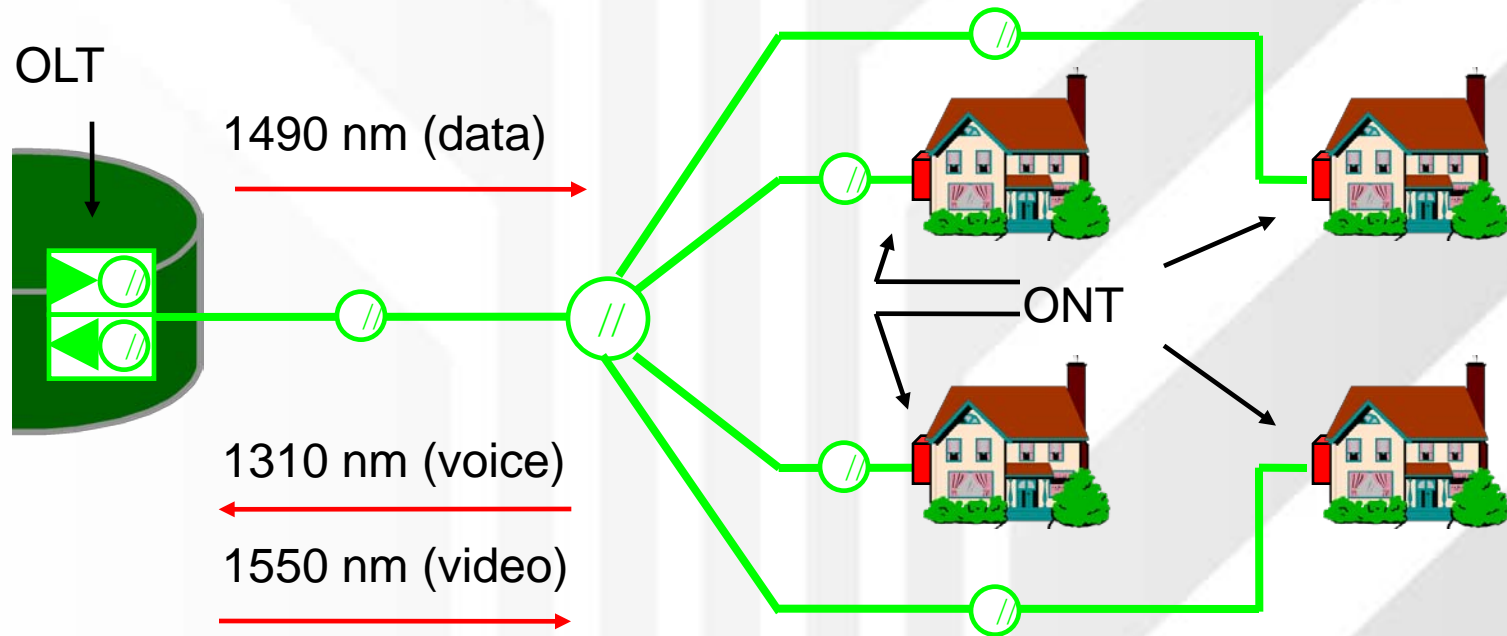 OLT
1490 nm (data)
ONT
1310 nm (voice)
1550 nm (video)